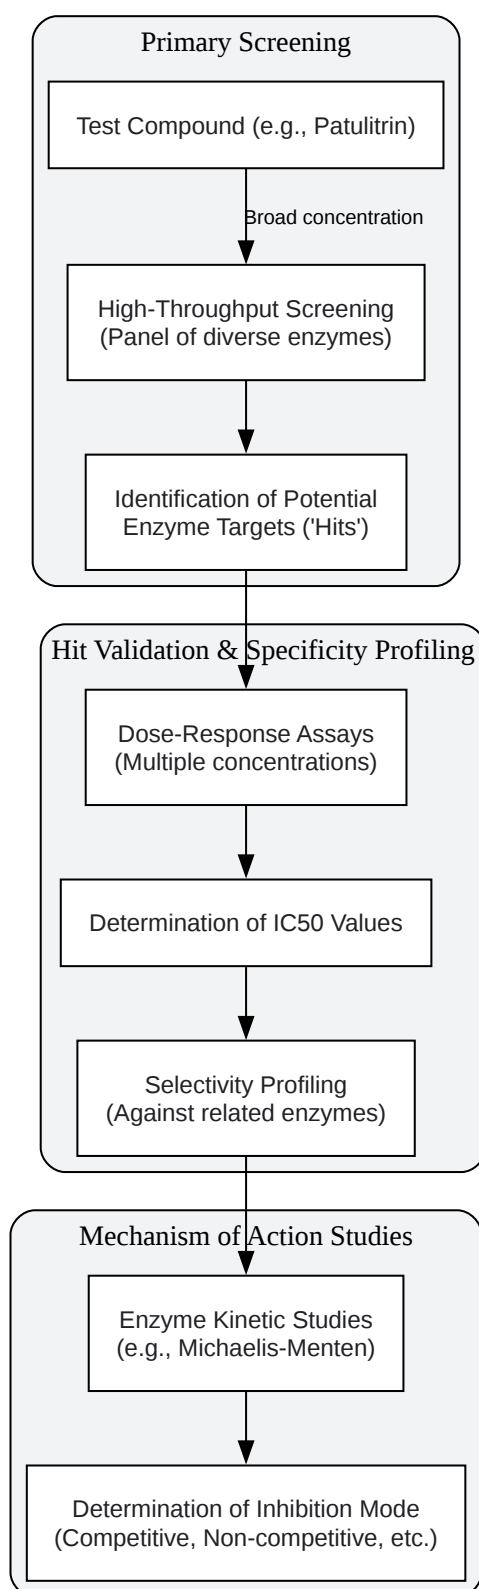 Primary Screening
Test Compound (e.g., Patulitrin)
Broad concentration
High-Throughput Screening
(Panel of diverse enzymes)
Identification of Potential
Enzyme Targets ('Hits')
Hit Validation & Specificity Profiling
Dose-Response Assays
(Multiple concentrations)
Determination of IC50 Values
Selectivity Profiling
(Against related enzymes)
Mechanism of Action Studies
Enzyme Kinetic Studies
(e.g., Michaelis-Menten)
Determination of Inhibition Mode
(Competitive, Non-competitive, etc.)